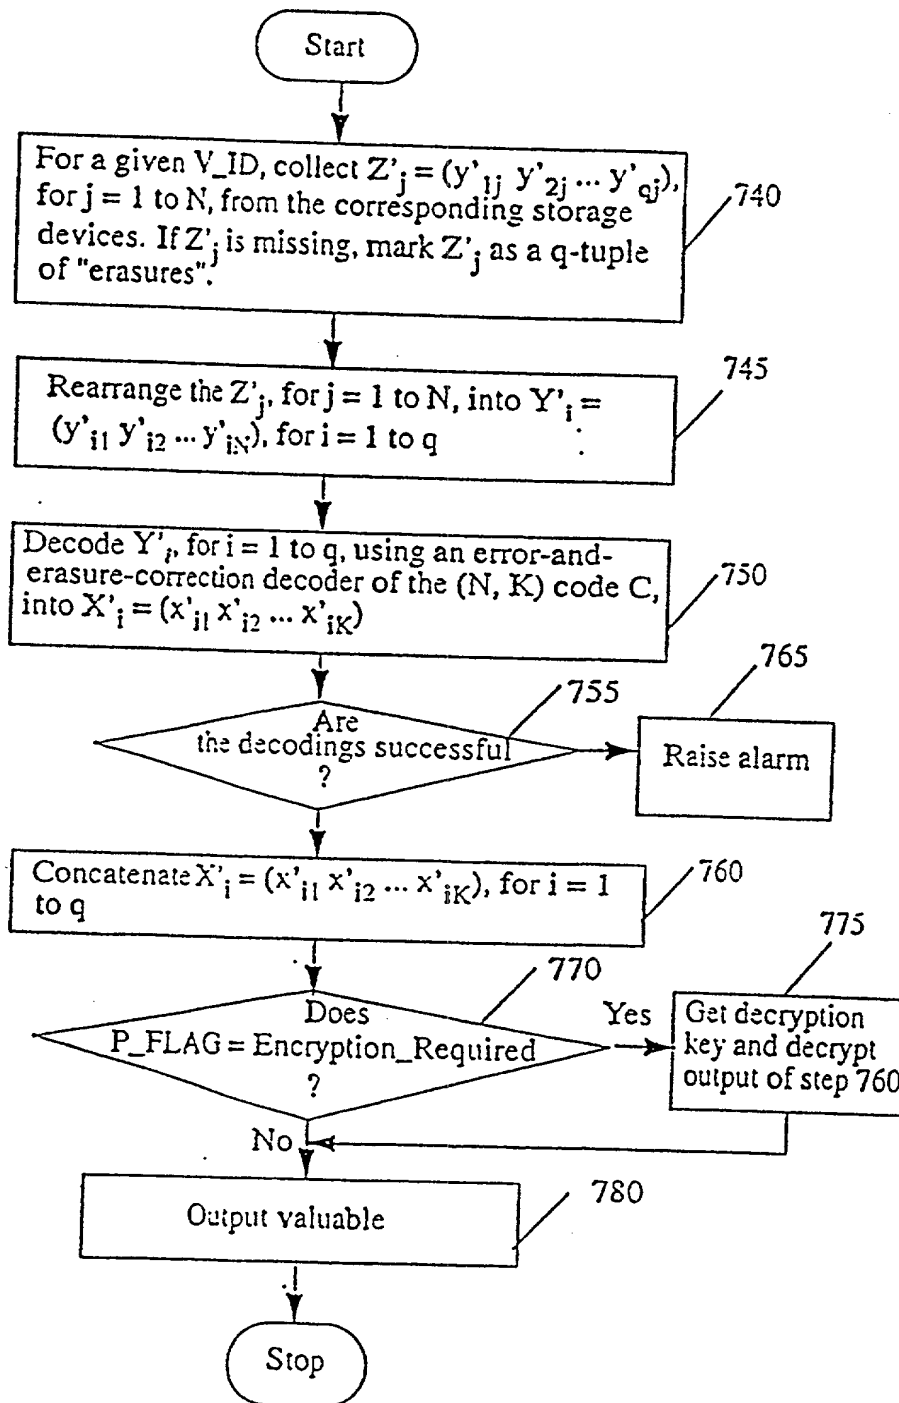 Start
For a given V_ID, collect Z'j = (y'1j y'2j ... y'qj),
for j = 1 to N, from the corresponding storage
devices. If Z'j is missing, mark Z'j as a q-tuple
of "erasures".
740
745
Rearrange the Z'j, for j = 1 to N, into Y'i =
(y'i1 y'i2 ... y'iN), for i = 1 to q
Decode Y'i, for i = 1 to q, using an error-and-
erasure-correction decoder of the (N, K) code C,
into X'i = (x'i1 x'i2 ... x'iK)
750
765
755
Are
the decodings successful
?
Raise alarm
Concatenate X'i = (x'i1 x'i2 ... x'iK), for i = 1
to q
760
775
770
Does
P_FLAG = Encryption_Required
?
Yes
Get decryption
key and decrypt
output of step 760
No
780
Output valuable
Stop